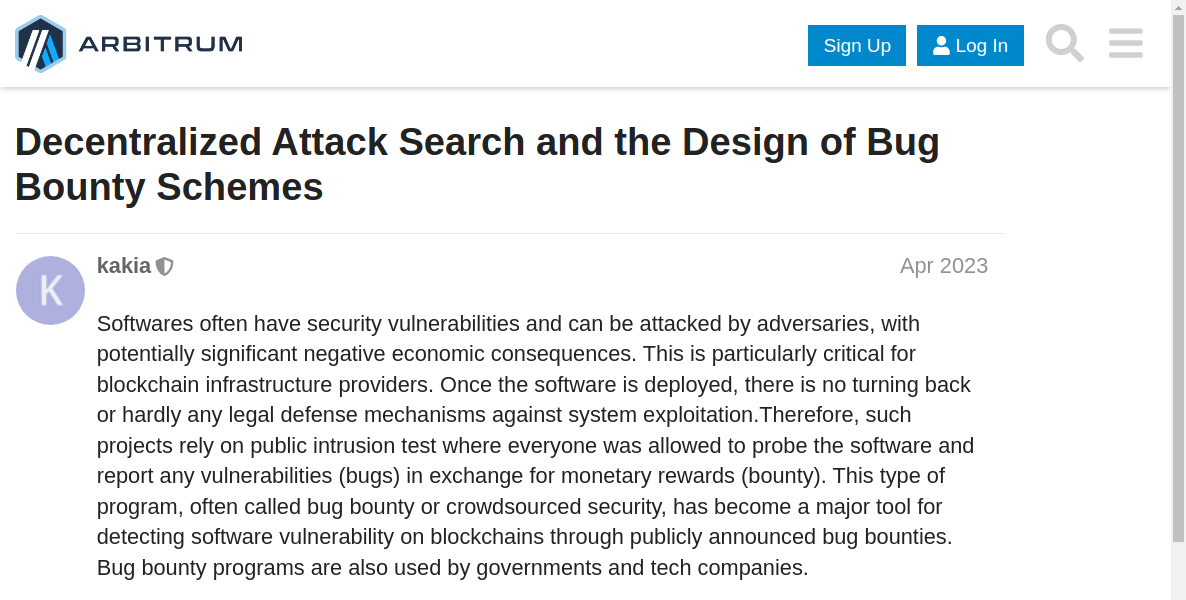 ARBITRUM
Sign Up
Log In
Decentralized Attack Search and the Design of Bug
Bounty Schemes
K
kakia
Apr 2023
Softwares often have security vulnerabilities and can be attacked by adversaries, with
potentially significant negative economic consequences. This is particularly critical for
blockchain infrastructure providers. Once the software is deployed, there is no turning back
or hardly any legal defense mechanisms against system exploitation.Therefore, such
projects rely on public intrusion test where everyone was allowed to probe the software and
report any vulnerabilities (bugs) in exchange for monetary rewards (bounty). This type of
program, often called bug bounty or crowdsourced security, has become a major tool for
detecting software vulnerability on blockchains through publicly announced bug bounties.
Bug bounty programs are also used by governments and tech companies.